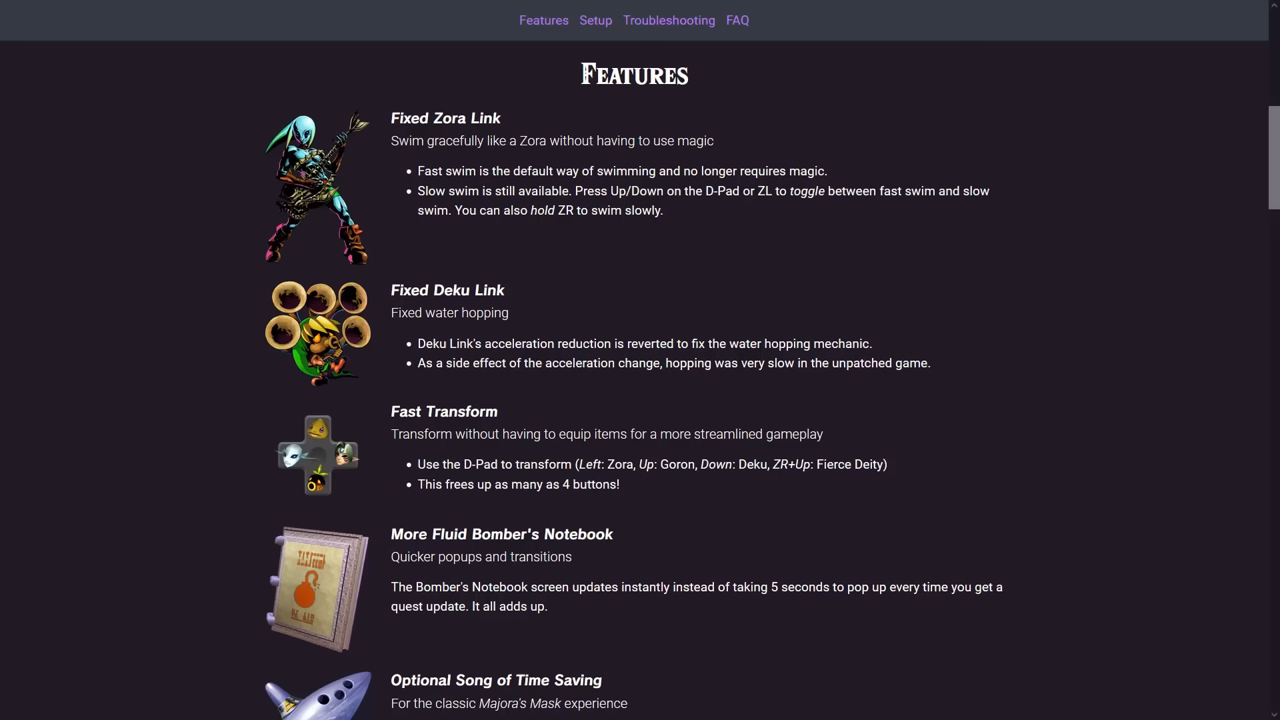 Features Setup Troubleshooting FAQ
Features
Fixed Zora Link
Swim gracefully like a Zora without having to use magic
• Fast swim is the default way of swimming and no longer requires magic.
• Slow swim is still available. Press Up/Down on the D-Pad or ZL to toggle between fast swim and slow
swim. You can also hold ZR to swim slowly.
Fixed Deku Link
Fixed water hopping
• Deku Link's acceleration reduction is reverted to fix the water hopping mechanic.
• As a side effect of the acceleration change, hopping was very slow in the unpatched game.
Fast Transform
Transform without having to equip items for a more streamlined gameplay
• Use the D-Pad to transform (Left: Zora, Up: Goron, Down: Deku, ZR+Up: Fierce Deity)
• This frees up as many as 4 buttons!
More Fluid Bomber's Notebook
Quicker popups and transitions
The Bomber's Notebook screen updates instantly instead of taking 5 seconds to pop up every time you get a
quest update. It all adds up.
Optional Song of Time Saving
For the classic Majora's Mask experience